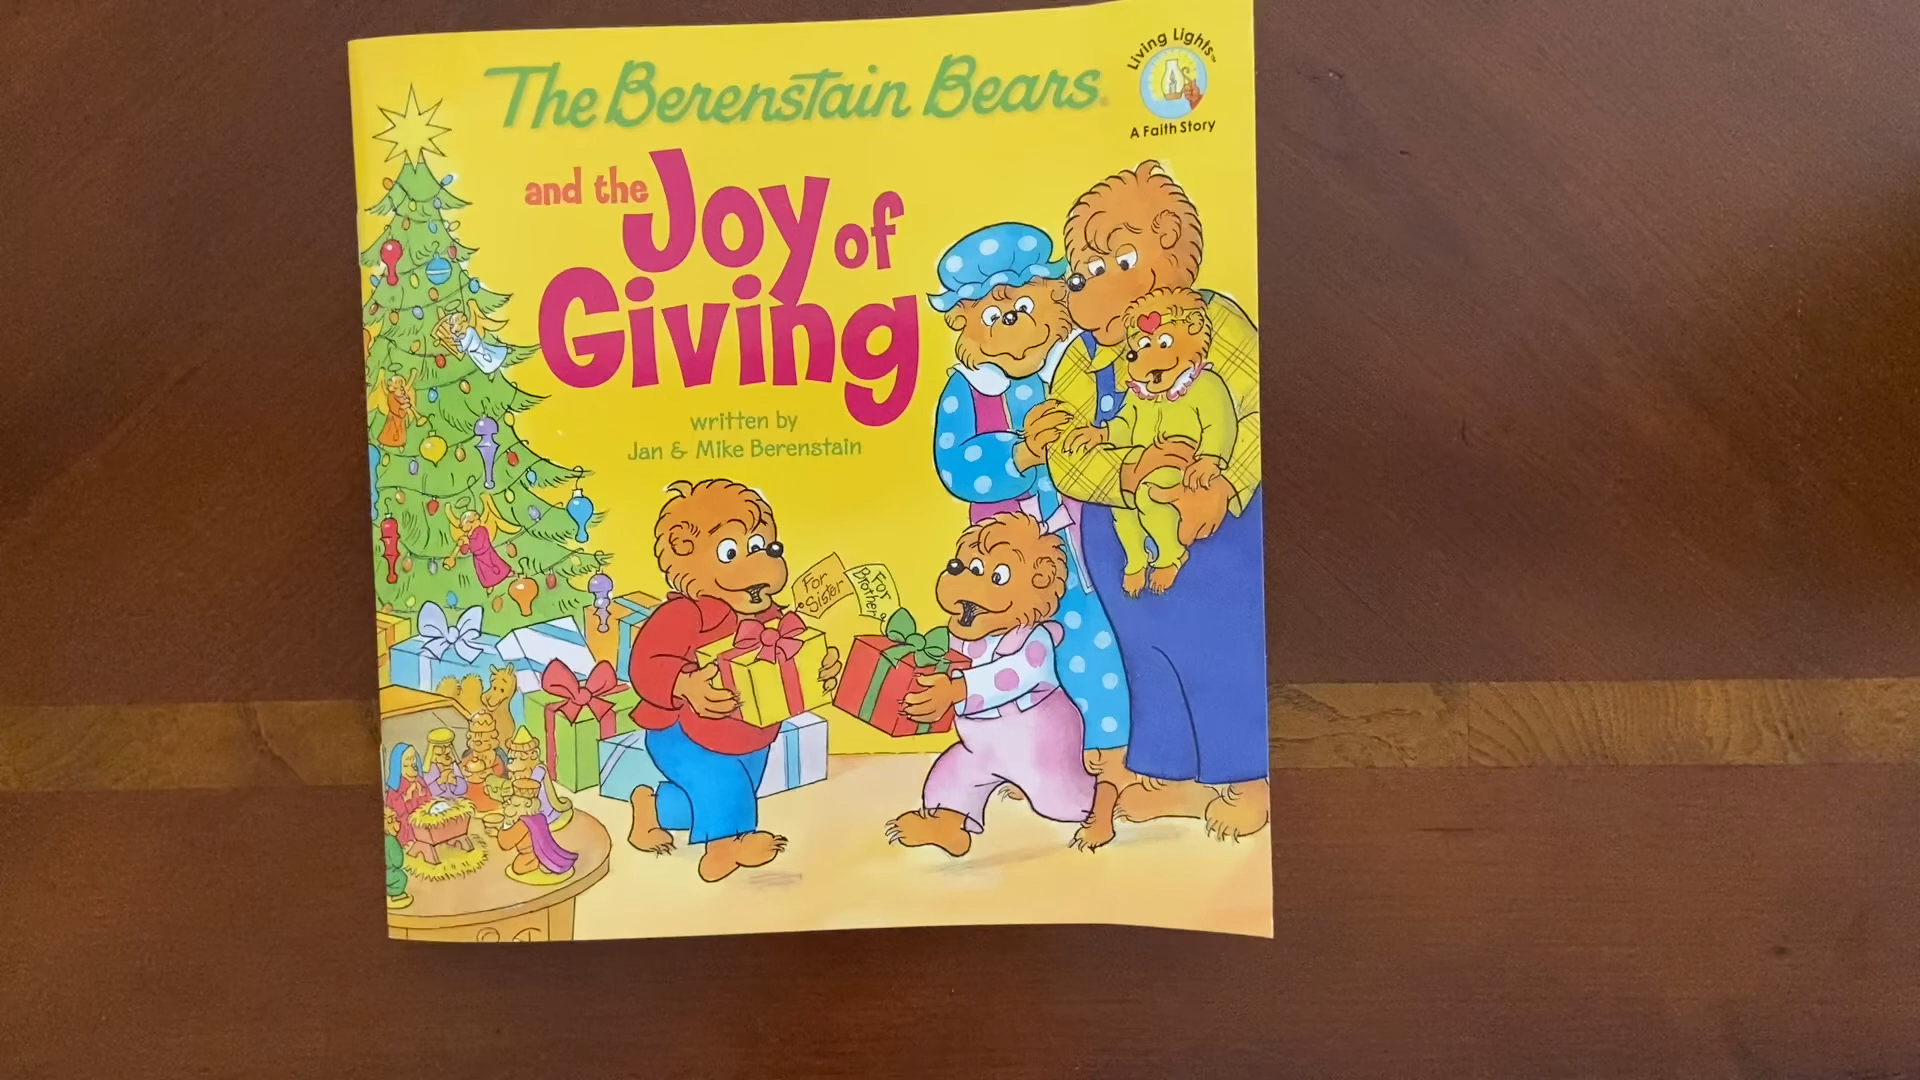 The Berenstain Bears®
Living Lights™
A Faith Story
and the Joy of
Giving
written by
Jan & Mike Berenstain
For
Sister
For
Brother